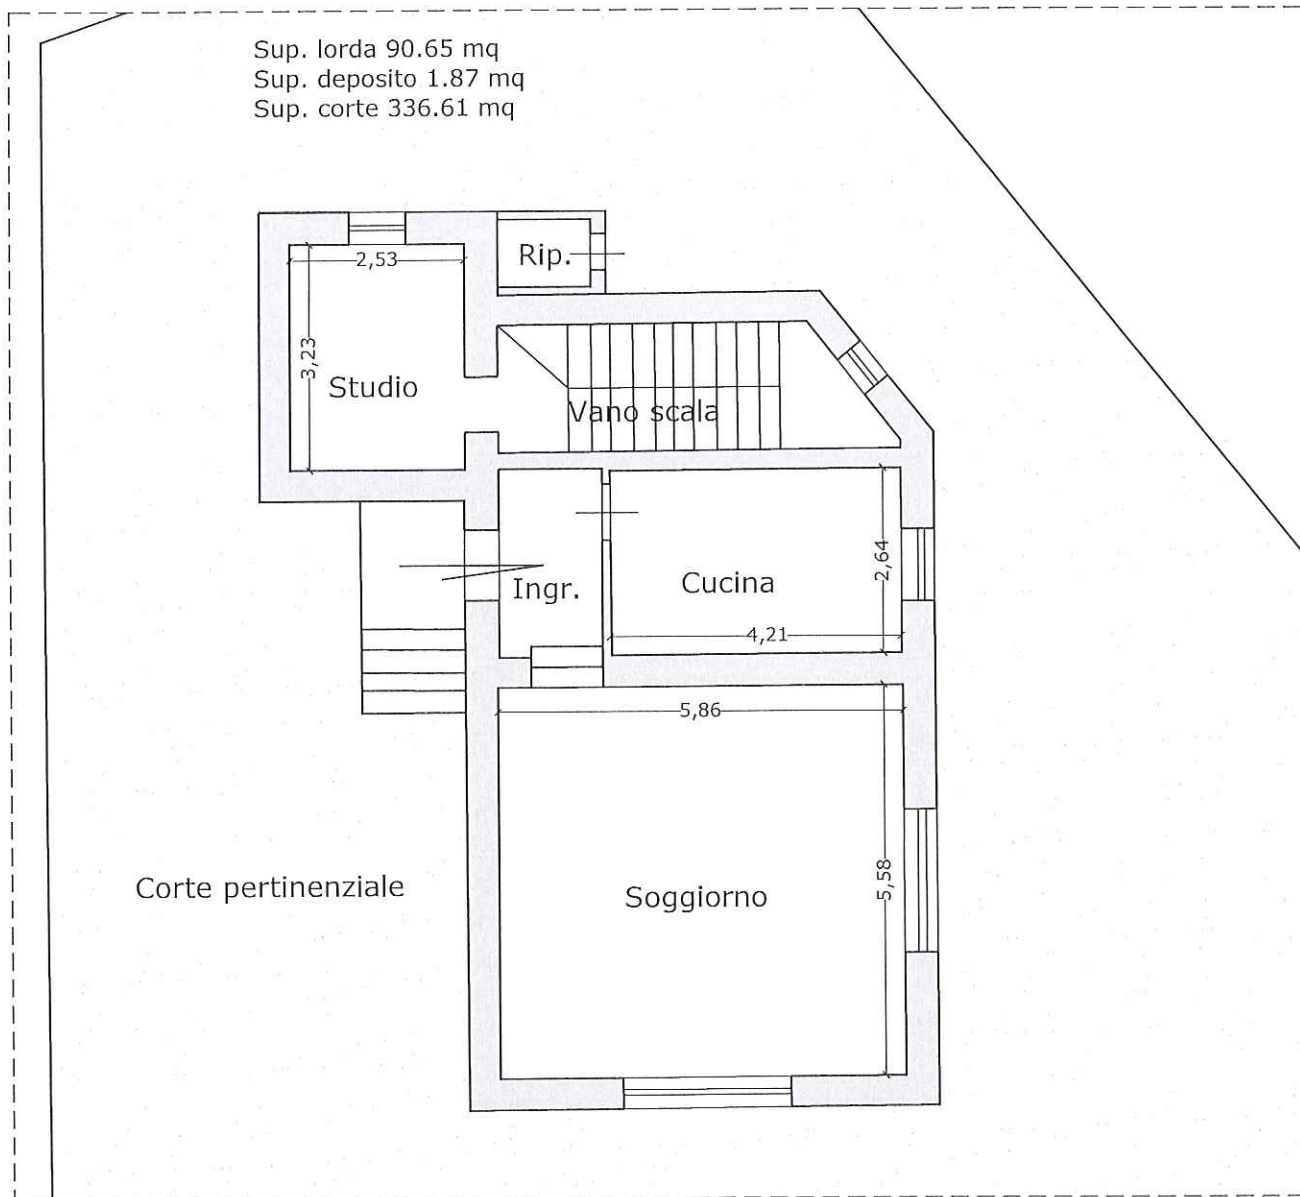 Sup. lorda 90.65 mq
Sup. deposito 1.87 mq
Sup. corte 336.61 mq
Rip.
2,53
3,23
Studio
Vano scala
Ingr.
Cucina
2,64
4,21
5,86
Corte pertinenziale
Soggiorno
5,58